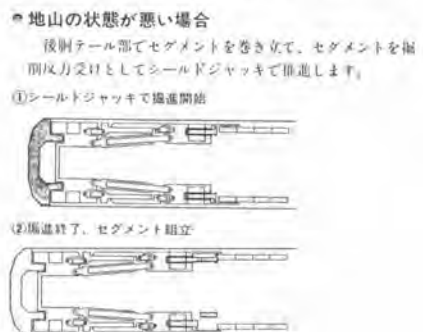 地山の状態が悪い場合
後胴テール部でセグメントを巻き立て、セグメントを掘
削反力受けとしてシールドジャッキで推進します。
①シールドジャッキで掘進開始
②掘進終了、セグメント組立